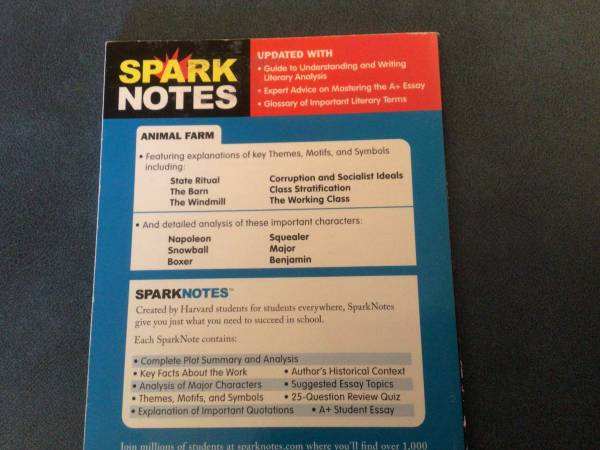 SPARK
NOTES
UPDATED WITH
• Guide to Understanding and Writing
Literary Analysis
• Expert Advice on Mastering the A+ Essay
• Glossary of Important Literary Terms
ANIMAL FARM
• Featuring explanations of key Themes, Motifs, and Symbols
including:
State Ritual
The Barn
The Windmill
Corruption and Socialist Ideals
Class Stratification
The Working Class
• And detailed analysis of these important characters:
Napoleon
Snowball
Boxer
Squealer
Major
Benjamin
SPARKNOTES™
Created by Harvard students for students everywhere, SparkNotes
give you just what you need to succeed in school.
Each SparkNote contains:
• Complete Plot Summary and Analysis
• Key Facts About the Work
• Analysis of Major Characters
• Themes, Motifs, and Symbols
• Explanation of Important Quotations
• Author's Historical Context
• Suggested Essay Topics
• 25-Question Review Quiz
• A+ Student Essay
Join millions of students at sparknotes.com where you'll find over 1,000